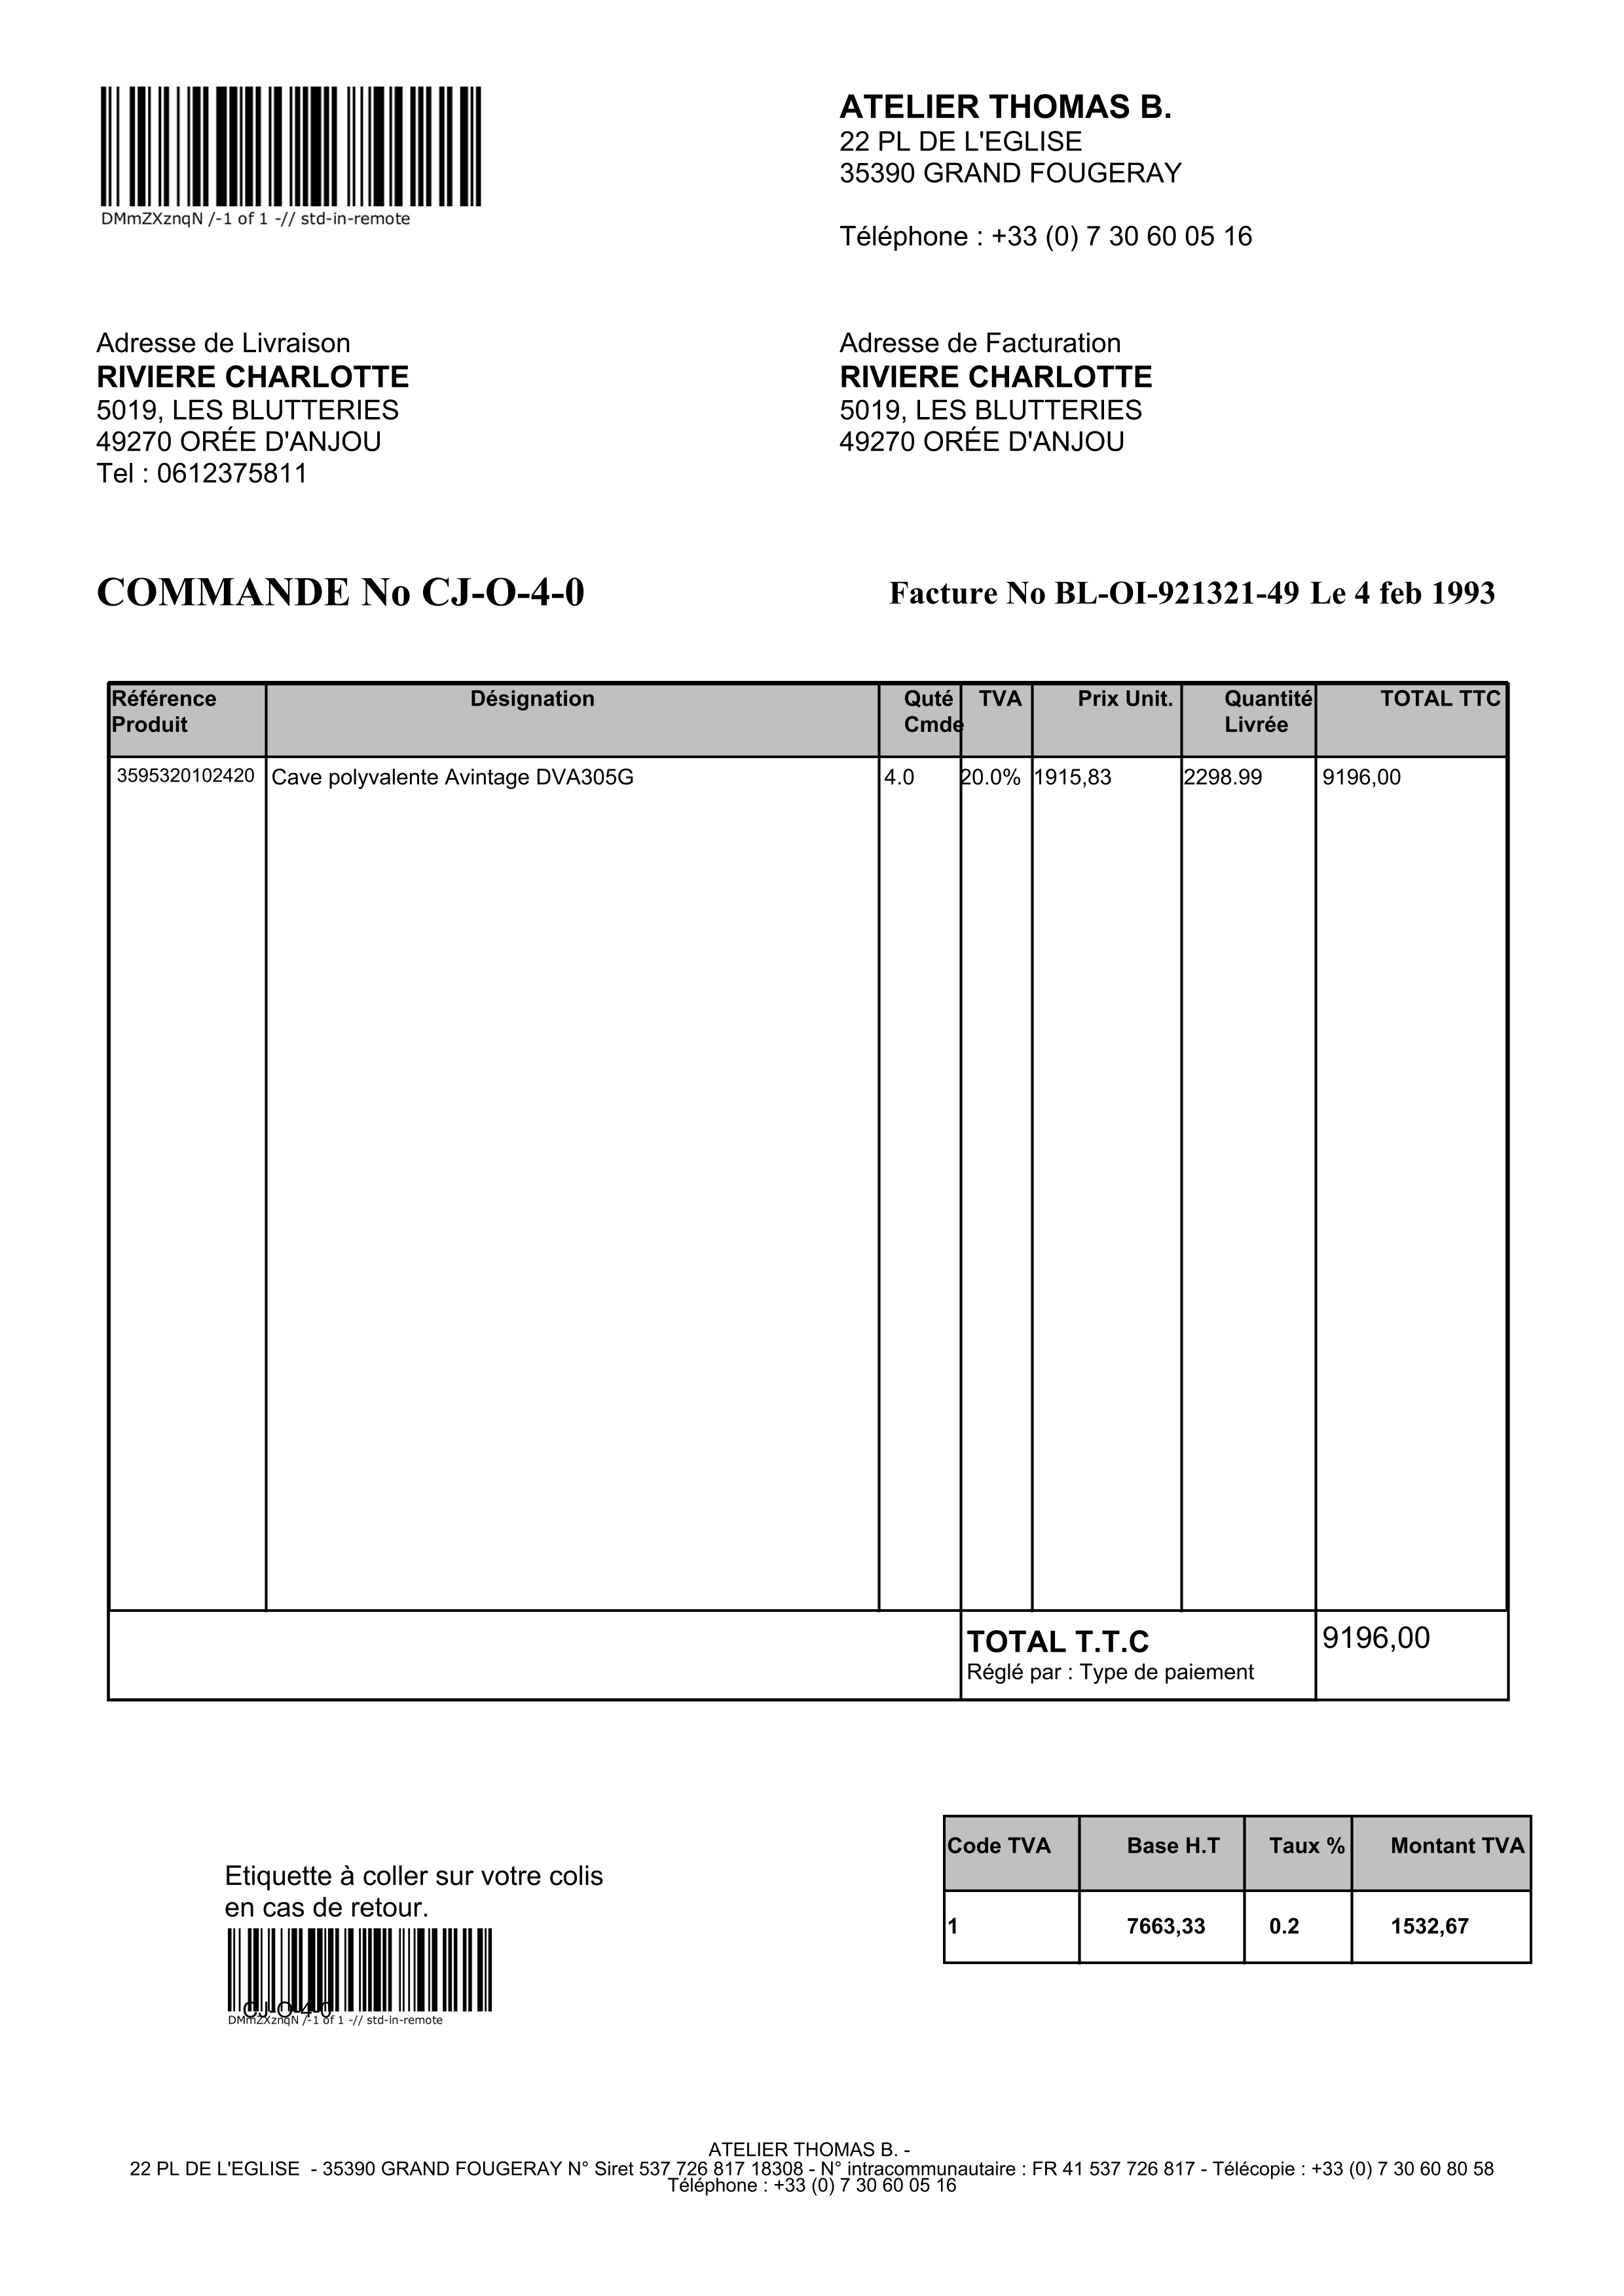 DMmZXznqN /-1 of 1 -// std-in-remote
ATELIER THOMAS B.
22 PL DE L'EGLISE
35390 GRAND FOUGERAY
Téléphone : +33 (0) 7 30 60 05 16
Adresse de Livraison
RIVIERE CHARLOTTE
5019, LES BLUTTERIES
49270 ORÉE D'ANJOU
Tel : 0612375811
Adresse de Facturation
RIVIERE CHARLOTTE
5019, LES BLUTTERIES
49270 ORÉE D'ANJOU
COMMANDE No CJ-O-4-0
Facture No BL-OI-921321-49 Le 4 feb 1993
Référence Désignation Quté TVA Prix Unit. Quantité TOTAL TTC
Produit Cmde Livrée
3595320102420 Cave polyvalente Avintage DVA305G 4.0 20.0% 1915,83 2298.99 9196,00
TOTAL T.T.C 9196,00
Réglé par : Type de paiement
Code TVA Base H.T Taux % Montant TVA
1 7663,33 0.2 1532,67
Etiquette à coller sur votre colis
en cas de retour.
CJ-O-4-0
DMmZXznqN /-1 of 1 -// std-in-remote
ATELIER THOMAS B. -
22 PL DE L'EGLISE - 35390 GRAND FOUGERAY N° Siret 537 726 817 18308 - N° intracommunautaire : FR 41 537 726 817 - Télécopie : +33 (0) 7 30 60 80 58
Téléphone : +33 (0) 7 30 60 05 16